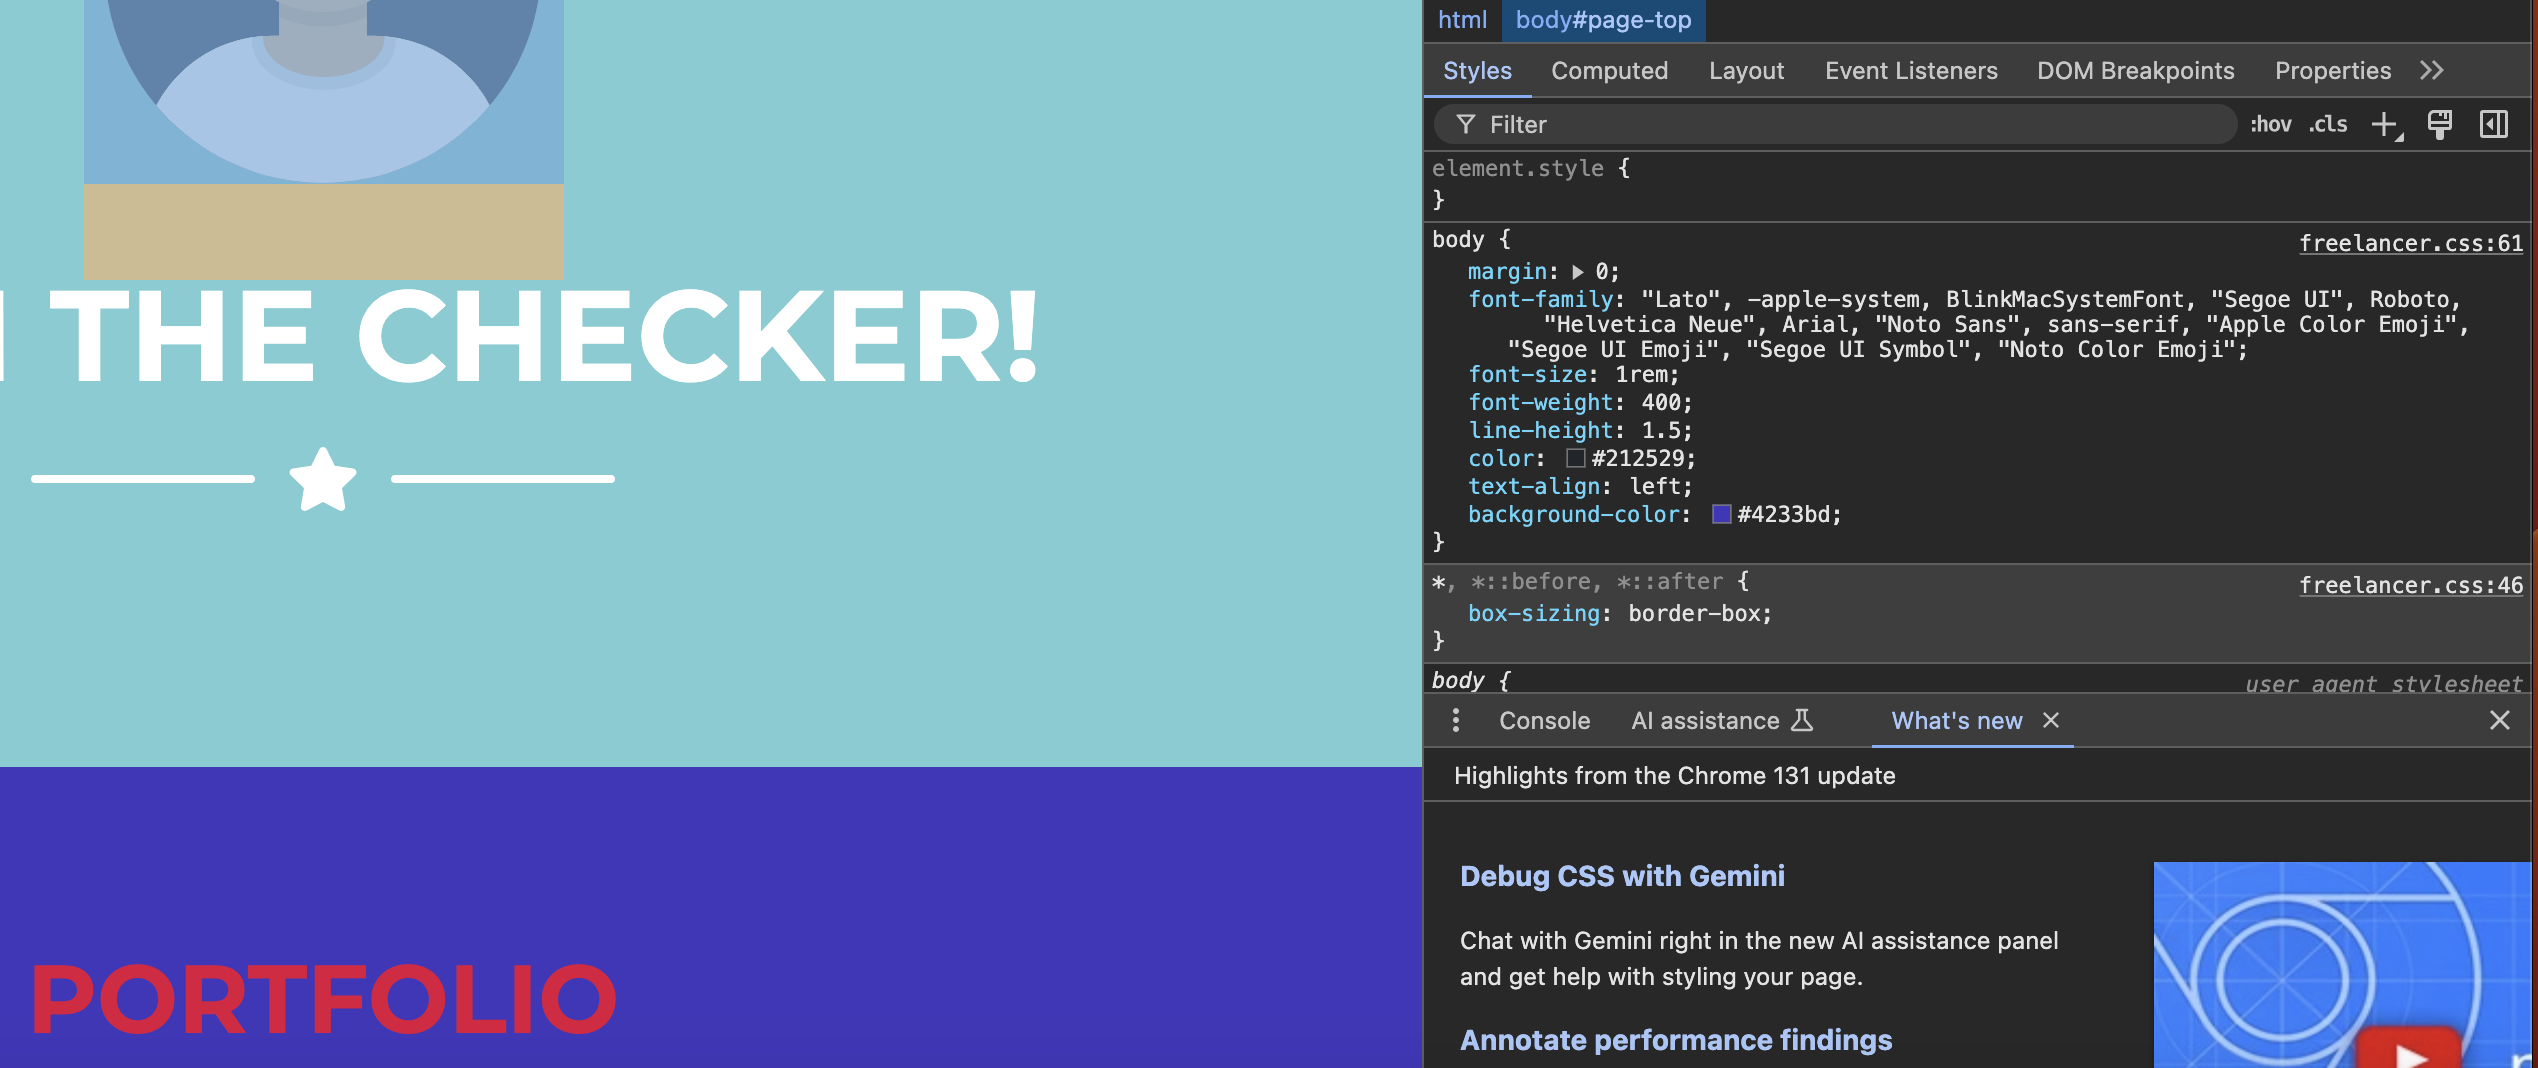 THE CHECKER!
PORTFOLIO
html body#page-top
Styles Computed Layout Event Listeners DOM Breakpoints Properties
Filter :hov .cls
element.style {
}
body { freelancer.css:61
margin: 0;
font-family: "Lato", -apple-system, BlinkMacSystemFont, "Segoe UI", Roboto,
"Helvetica Neue", Arial, "Noto Sans", sans-serif, "Apple Color Emoji",
"Segoe UI Emoji", "Segoe UI Symbol", "Noto Color Emoji";
font-size: 1rem;
font-weight: 400;
line-height: 1.5;
color: #212529;
text-align: left;
background-color: #4233bd;
}
*, *::before, *::after { freelancer.css:46
box-sizing: border-box;
}
body { user agent stylesheet
Console AI assistance What's new
Highlights from the Chrome 131 update
Debug CSS with Gemini
Chat with Gemini right in the new AI assistance panel
and get help with styling your page.
Annotate performance findings